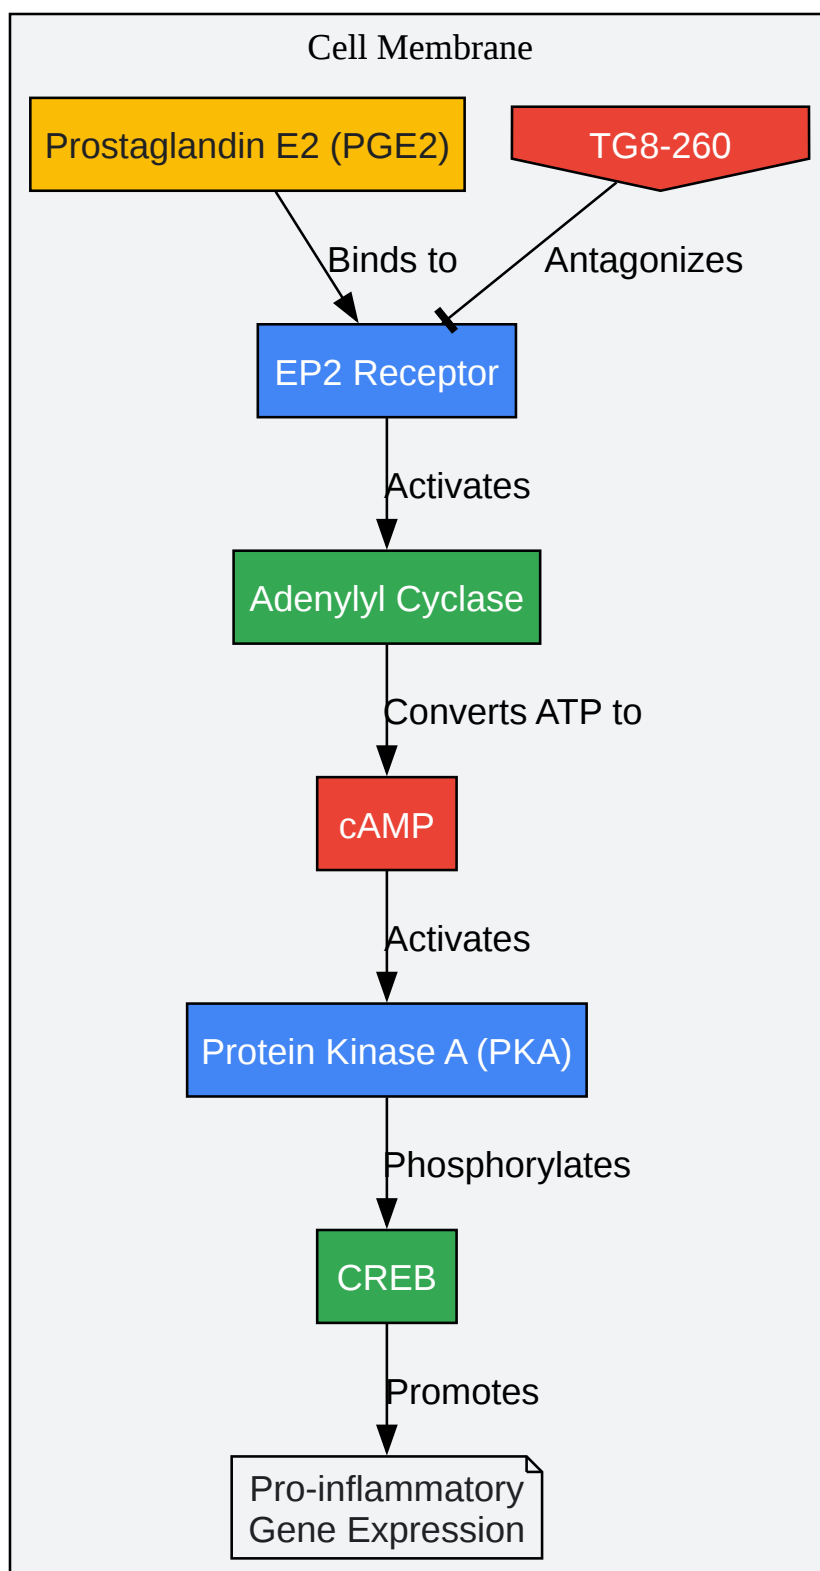 Cell Membrane
Prostaglandin E2 (PGE2)
TG8-260
Binds to
Antagonizes
EP2 Receptor
Activates
Adenylyl Cyclase
Converts ATP to
cAMP
Activates
Protein Kinase A (PKA)
Phosphorylates
CREB
Promotes
Pro-inflammatory
Gene Expression